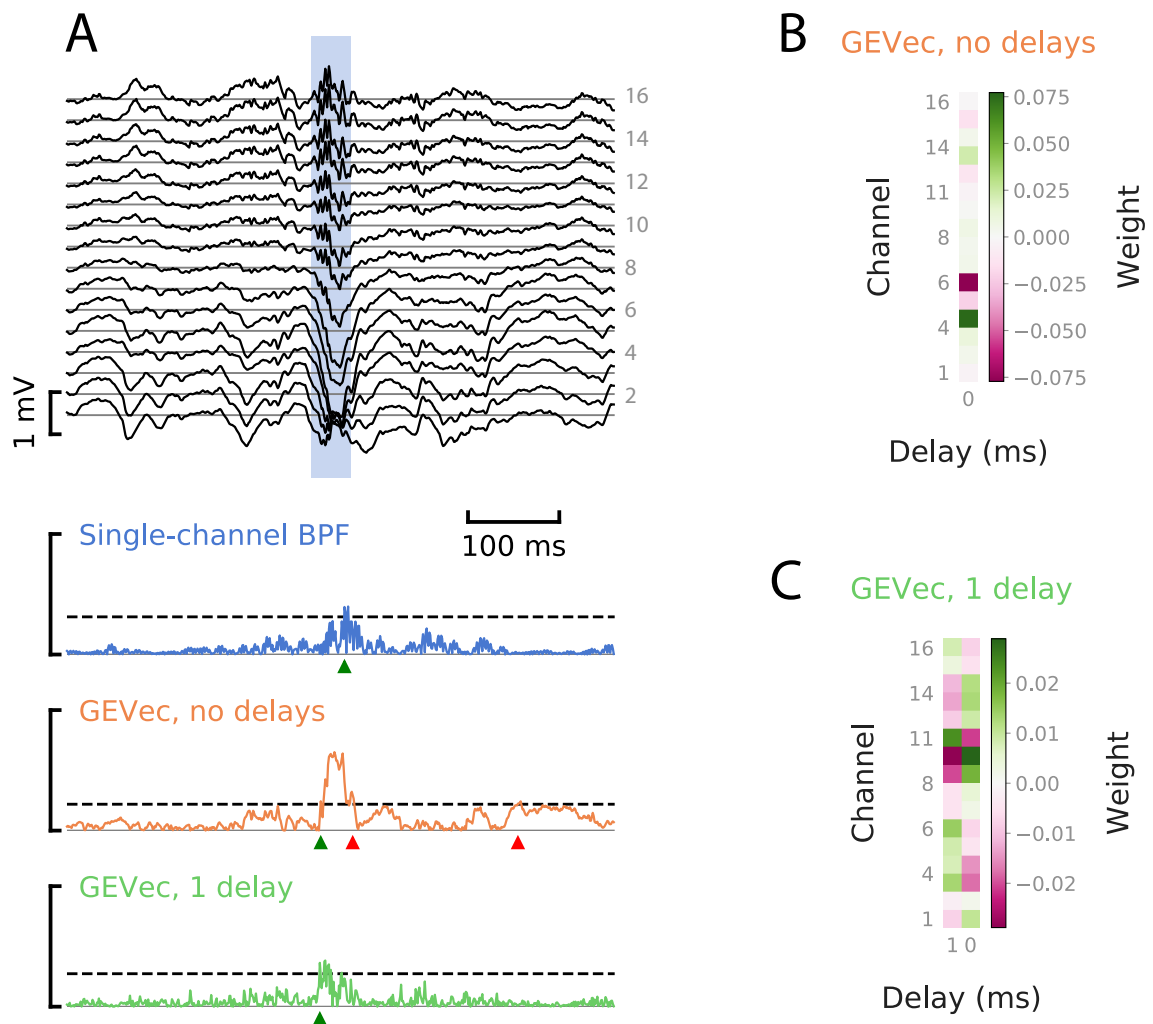 A
16
14
12
10
8
6
4
2
1 mV
Single-channel BPF
100 ms
GEVec, no delays
GEVec, 1 delay
B
GEVec, no delays
16
14
11
8
6
4
1
0
Channel
Delay (ms)
0.075
0.050
0.025
0.000
−0.025
−0.050
−0.075
Weight
C
GEVec, 1 delay
16
14
11
8
6
4
1
1 0
Channel
Delay (ms)
0.02
0.01
0.00
−0.01
−0.02
Weight